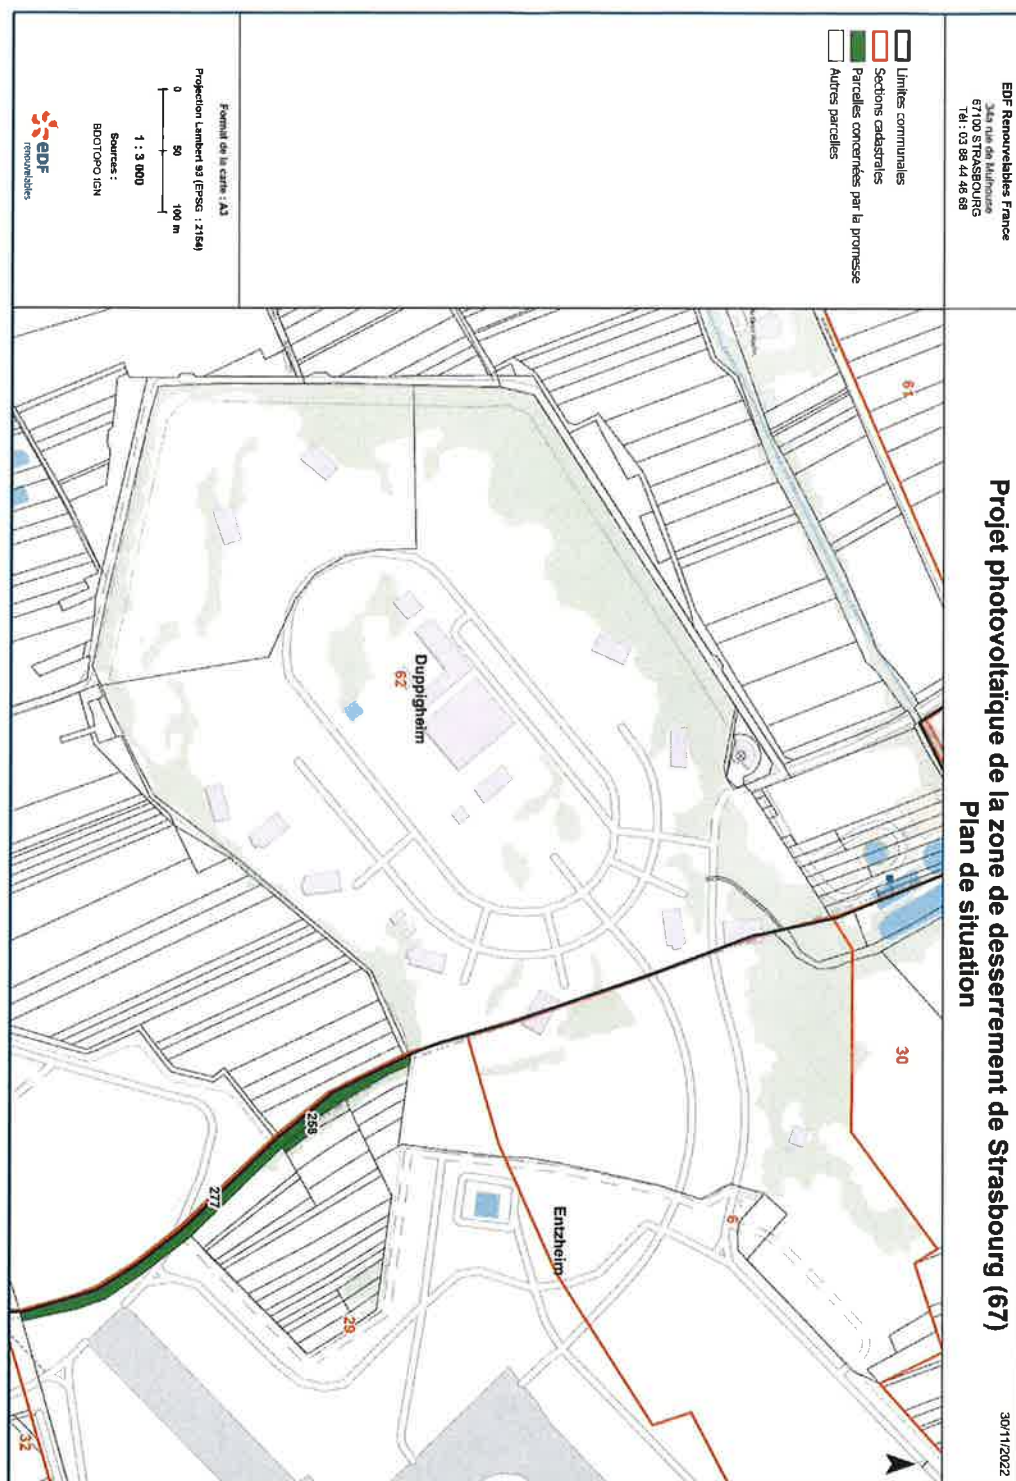 EDF Renouvelables France
34a rue de Mulhouse
67100 STRASBOURG
Tél : 03 88 44 46 68
Projet photovoltaïque de la zone de desserrement de Strasbourg (67)
Plan de situation
30/11/2022
Limites communales
Sections cadastrales
Parcelles concernées par la promesse
Autres parcelles
Format de la carte : A3
Projection Lambert 93 (EPSG : 2154)
0 50 100 m
1 : 3 000
Sources :
BDOTOPO IGN
EDF
renouvelables
19
30
6
Duppigheim
62
Entzheim
258
277
29
32